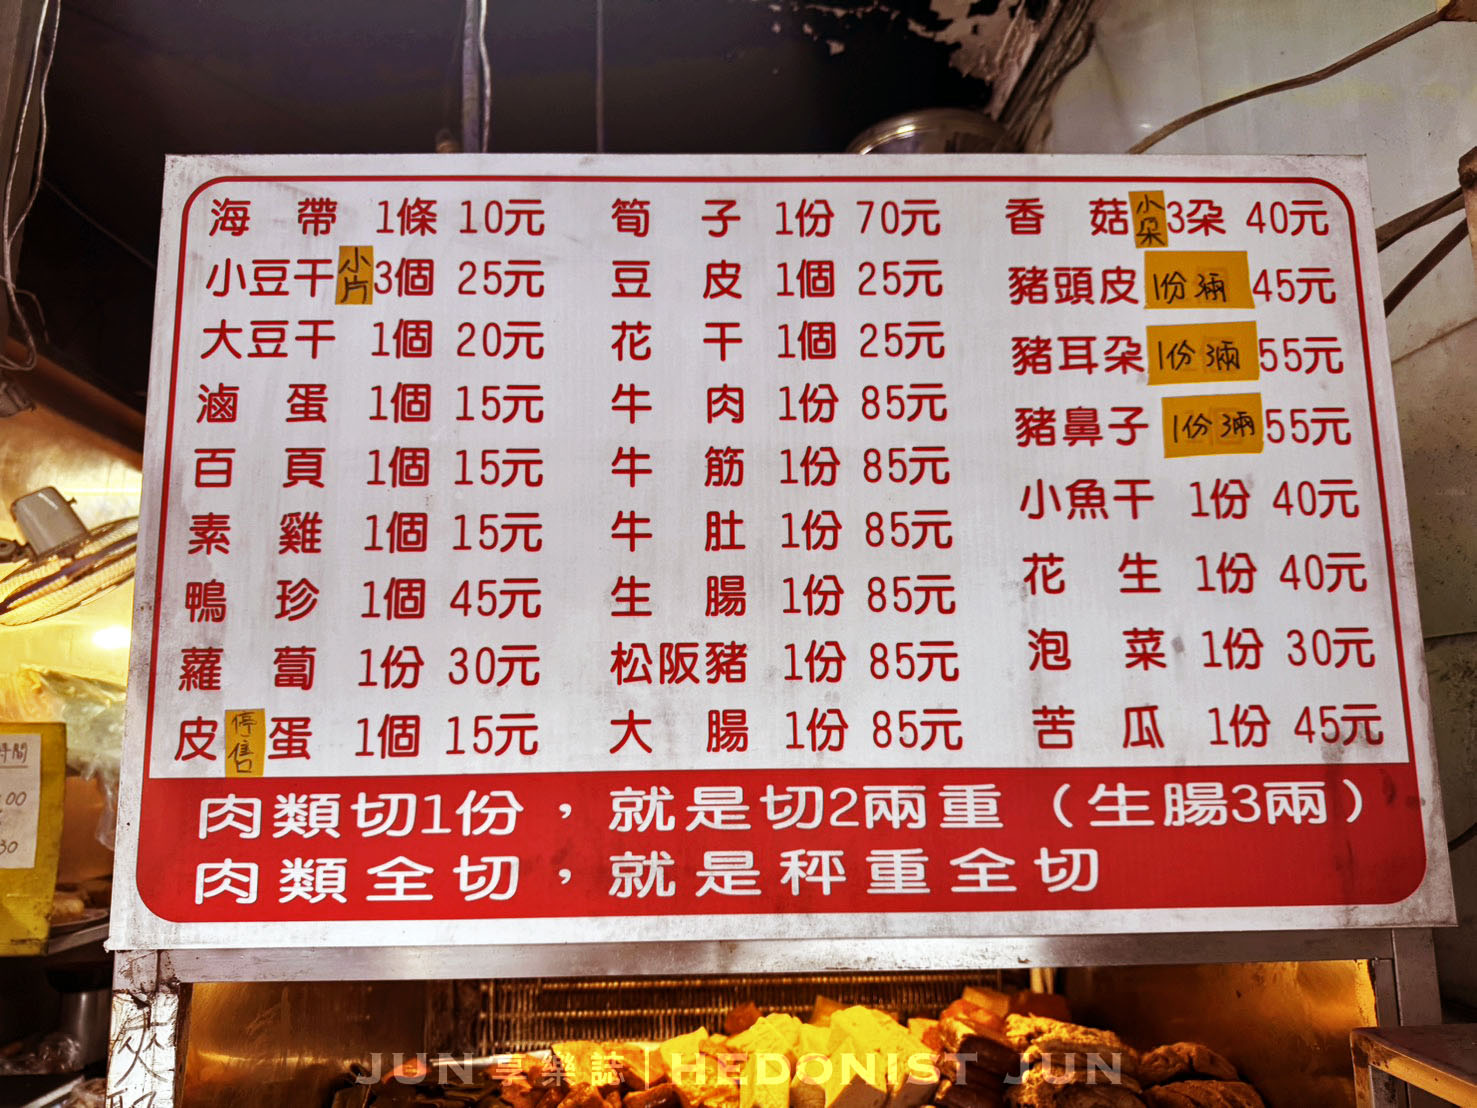 海帶 1條 10元
小豆干 小片 3個 25元
大豆干 1個 20元
滷蛋 1個 15元
百頁 1個 15元
素雞 1個 15元
鴨珍 1個 45元
蘿蔔 1份 30元
皮蛋 停售 1個 15元
筍子 1份 70元
豆皮 1個 25元
花干 1個 25元
牛肉 1份 85元
牛筋 1份 85元
牛肚 1份 85元
生腸 1份 85元
松阪豬 1份 85元
大腸 1份 85元
香菇 小朵 3朵 40元
豬頭皮 1份3兩 45元
豬耳朵 1份3兩 55元
豬鼻子 1份3兩 55元
小魚干 1份 40元
花生 1份 40元
泡菜 1份 30元
苦瓜 1份 45元
肉類切1份，就是切2兩重（生腸3兩）
肉類全切，就是秤重全切
JUN享樂誌｜HEDONIST JUN